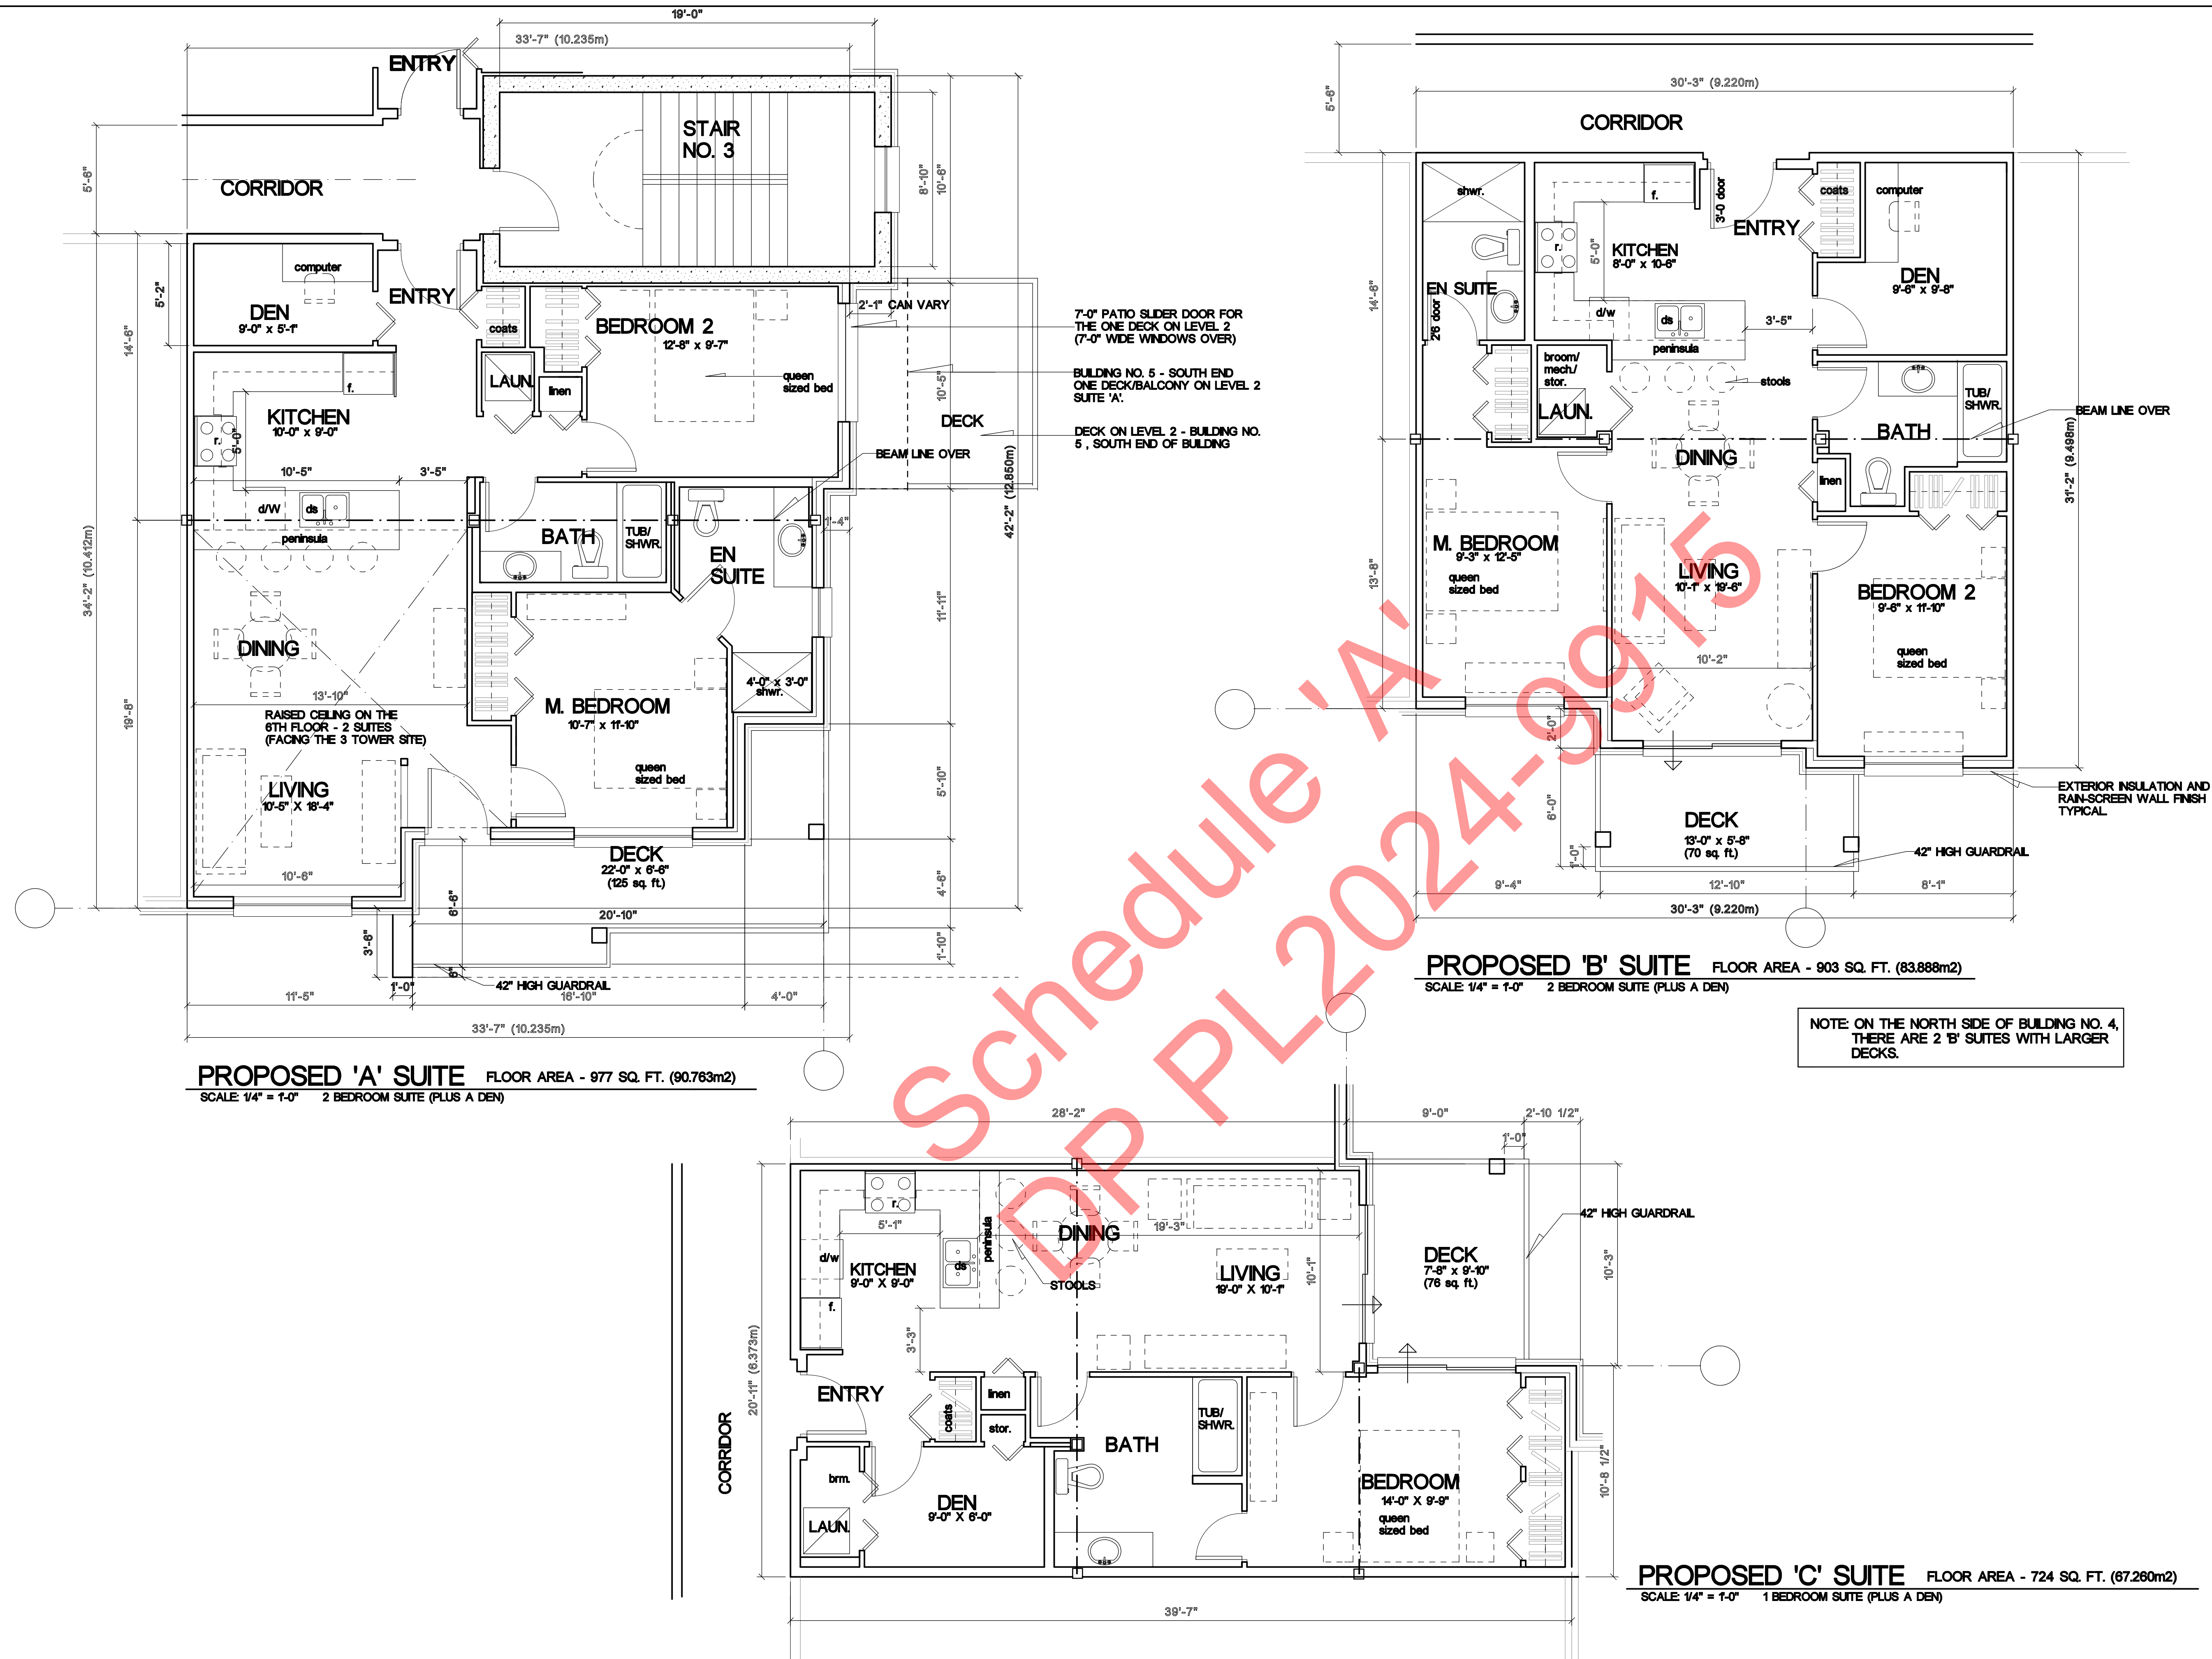 19'-0"
33'-7" (10.235m)
ENTRY
STAIR
NO. 3
5'-6"
CORRIDOR
8'-10"
10'-6"
computer
5'-2"
DEN
9'-0" x 5'-1"
ENTRY
coats
BEDROOM 2
12'-8" x 9'-7"
2'-1" CAN VARY
7'-0" PATIO SLIDER DOOR FOR
THE ONE DECK ON LEVEL 2
(7'-0" WIDE WINDOWS OVER)
14'-6"
LAUN.
linen
queen
sized bed
10'-5"
BUILDING NO. 5 - SOUTH END
ONE DECK/BALCONY ON LEVEL 2
SUITE 'A'.
f.
KITCHEN
10'-0" x 9'-0"
r.
5'-0"
DECK
DECK ON LEVEL 2 - BUILDING NO.
5 , SOUTH END OF BUILDING
BEAM LINE OVER
10'-5"
3'-5"
42'-2" (12.850m)
d/W
ds
peninsula
BATH
TUB/
SHWR.
EN
SUITE
1'-4"
34'-2" (10.412m)
11'-11"
DINING
13'-10"
19'-8"
RAISED CEILING ON THE
6TH FLOOR - 2 SUITES
(FACING THE 3 TOWER SITE)
M. BEDROOM
10'-7" x 11'-10"
4'-0" x 3'-0"
shwr.
queen
sized bed
5'-10"
LIVING
10'-5" X 18'-4"
DECK
22'-0" x 6'-6"
(125 sq. ft.)
10'-6"
4'-6"
6'-6"
20'-10"
3'-6"
1'-10"
6"
1'-0"
42" HIGH GUARDRAIL
11'-5"
16'-10"
4'-0"
33'-7" (10.235m)
PROPOSED 'A' SUITE FLOOR AREA - 977 SQ. FT. (90.763m2)
SCALE: 1/4" = 1'-0" 2 BEDROOM SUITE (PLUS A DEN)
30'-3" (9.220m)
5'-6"
CORRIDOR
shwr.
f.
3'-0 door
coats
computer
ENTRY
r.
5'-0"
KITCHEN
8'-0" x 10-6"
DEN
9'-6" x 9'-8"
14'-6"
EN SUITE
2'6 door
d/w
ds
3'-5"
peninsula
broom/
mech./
stor.
stools
LAUN.
TUB/
SHWR.
BEAM LINE OVER
BATH
DINING
linen
31'-2" (9.498m)
M. BEDROOM
9'-3" x 12'-5"
queen
sized bed
13'-8"
LIVING
10'-1" x 19'-6"
BEDROOM 2
9'-6" x 11'-10"
10'-2"
queen
sized bed
2'-0"
6'-0"
EXTERIOR INSULATION AND
RAIN-SCREEN WALL FINISH
TYPICAL.
DECK
13'-0" x 5'-8"
(70 sq. ft.)
1'-0"
42" HIGH GUARDRAIL
9'-4"
12'-10"
8'-1"
30'-3" (9.220m)
PROPOSED 'B' SUITE FLOOR AREA - 903 SQ. FT. (83.888m2)
SCALE: 1/4" = 1'-0" 2 BEDROOM SUITE (PLUS A DEN)
NOTE: ON THE NORTH SIDE OF BUILDING NO. 4,
THERE ARE 2 'B' SUITES WITH LARGER
DECKS.
Schedule 'A'
DP PL2024-9915
28'-2"
9'-0"
2'-10 1/2"
1'-0"
r.
5'-1"
peninsula
DINING
19'-3"
42" HIGH GUARDRAIL
d/w
KITCHEN
9'-0" X 9'-0"
ds
STOOLS
LIVING
19'-0" X 10'-1"
10'-1"
DECK
7'-8" x 9'-10"
(76 sq. ft.)
10'-3"
f.
3'-3"
20'-11" (6.373m)
ENTRY
coats
linen
stor.
CORRIDOR
BATH
TUB/
SHWR.
brm.
LAUN.
DEN
9'-0" X 6'-0"
BEDROOM
14'-0" X 9'-9"
queen
sized bed
10'-8 1/2"
39'-7"
PROPOSED 'C' SUITE FLOOR AREA - 724 SQ. FT. (67.260m2)
SCALE: 1/4" = 1'-0" 1 BEDROOM SUITE (PLUS A DEN)